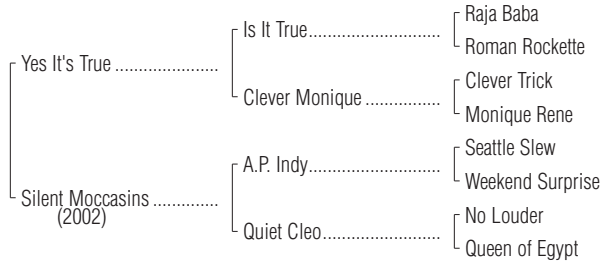 Raja Baba
Is It True
Roman Rockette
Yes It's True
Clever Trick
Clever Monique
Monique Rene
Seattle Slew
A.P. Indy
Weekend Surprise
Silent Moccasins
(2002)
No Louder
Quiet Cleo
Queen of Egypt